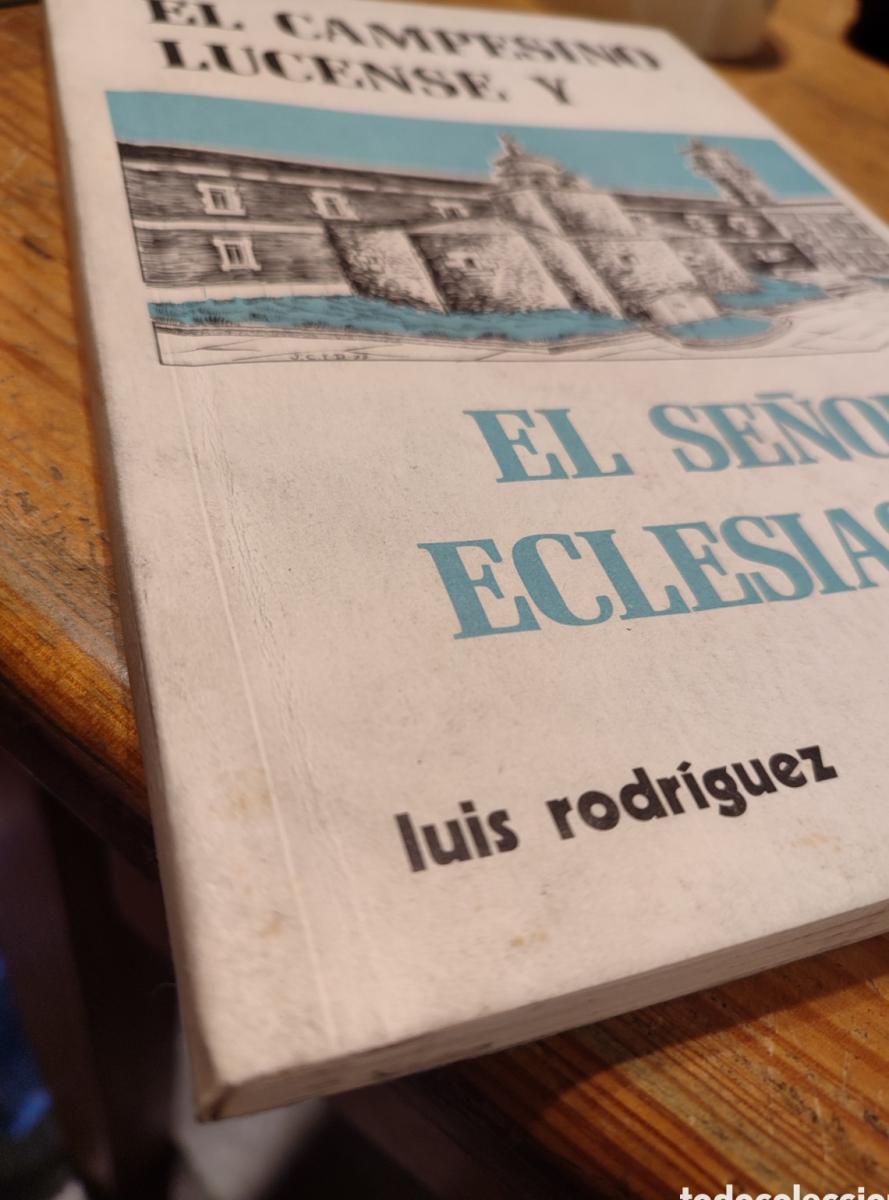 EL CAMPESINO
LUCENSE Y
EL SEÑO
ECLESIAS
luis rodríguez
todocoleccio